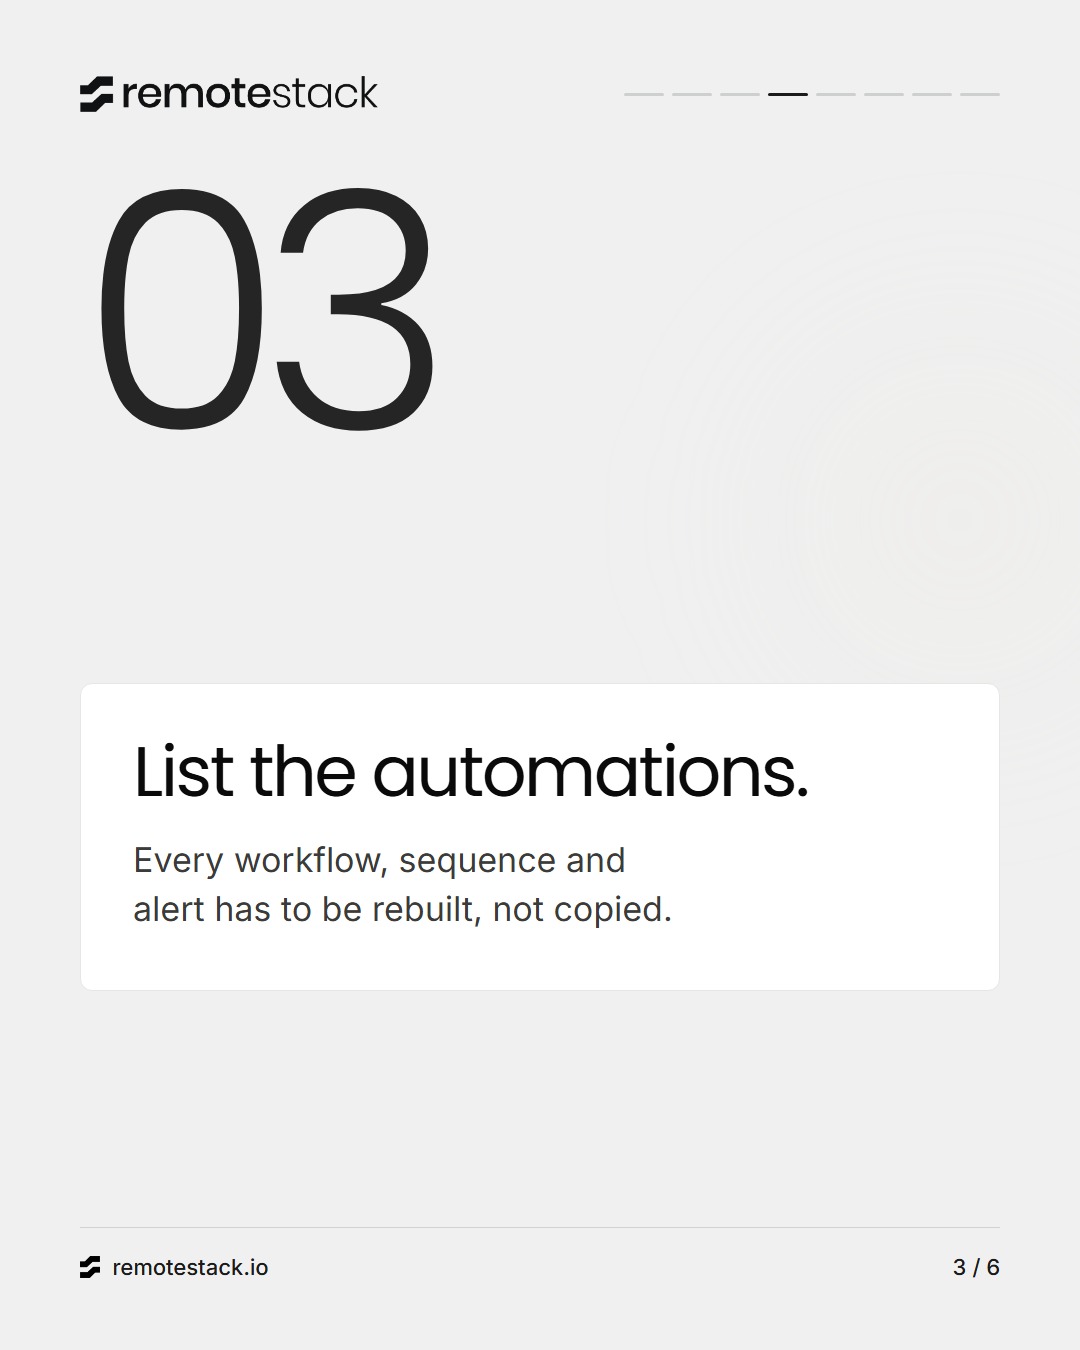 remotestack
03
List the automations.
Every workflow, sequence and
alert has to be rebuilt, not copied.
remotestack.io
3 / 6